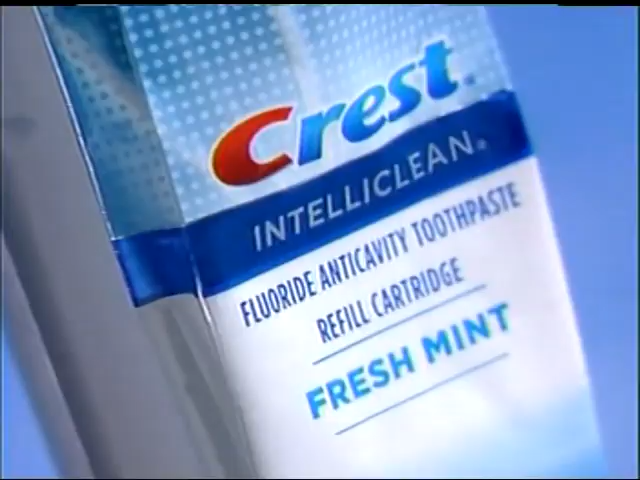 Crest®
INTELLICLEAN®
FLUORIDE ANTICAVITY TOOTHPASTE
REFILL CARTRIDGE
FRESH MINT